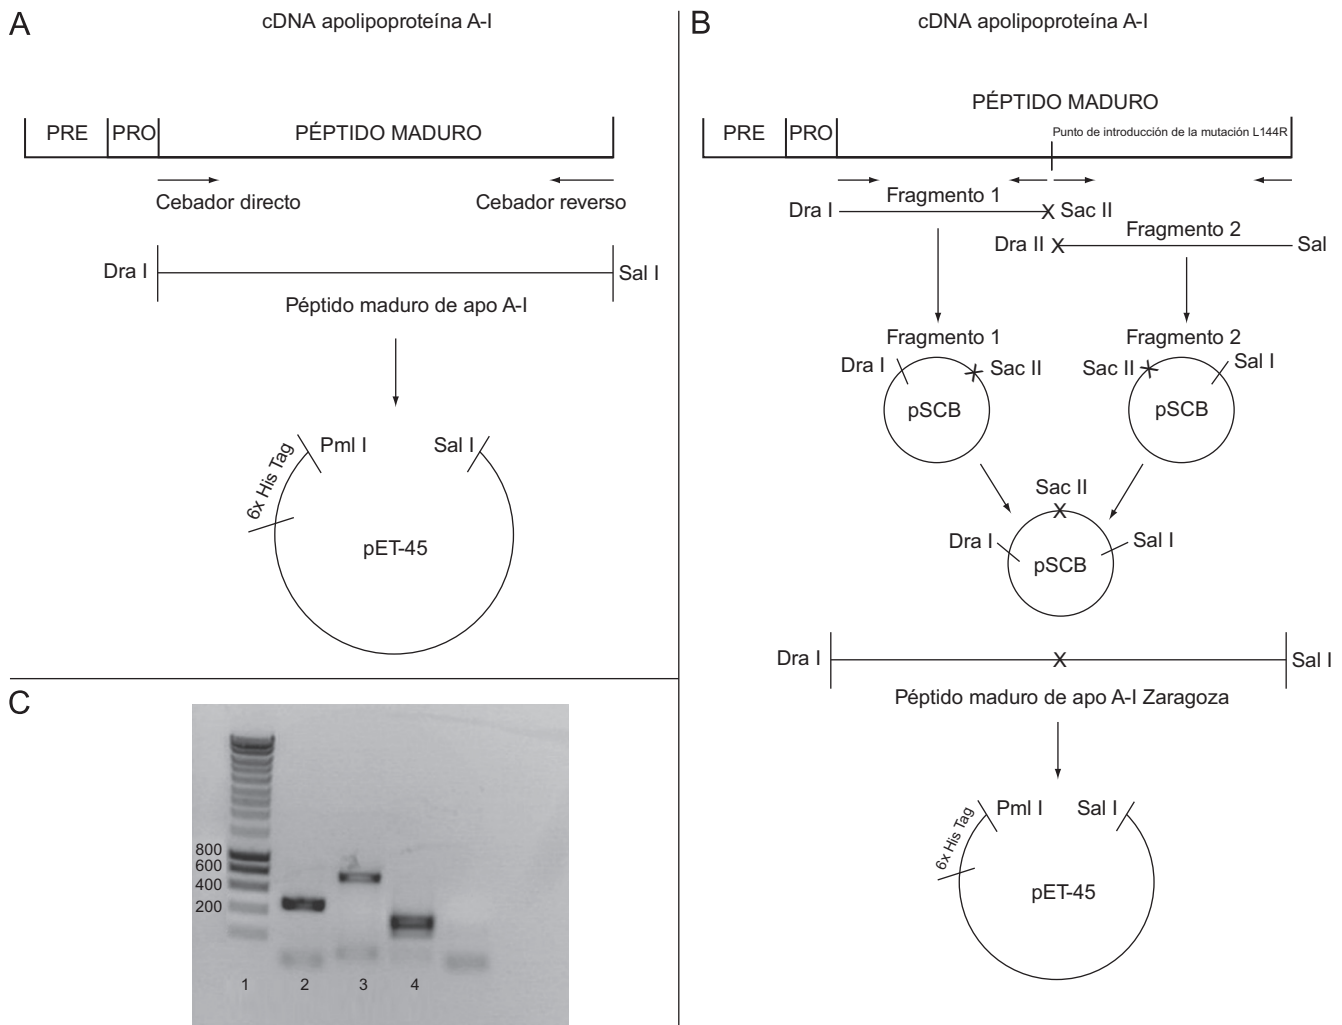 A
cDNA apolipoproteína A-I
PRE PRO PÉPTIDO MADURO
Cebador directo Cebador reverso
Dra I Sal I
Péptido maduro de apo A-I
Pml I Sal I
6x His Tag
pET-45
B
cDNA apolipoproteína A-I
PÉPTIDO MADURO
PRE PRO Punto de introducción de la mutación L144R
Fragmento 1
Dra I X Sac II
Fragmento 2
Dra II X Sal
Fragmento 1 Fragmento 2
Dra I X Sac II Sac II X Sal I
pSCB pSCB
Sac II
X
Dra I Sal I
pSCB
Dra I X Sal I
Péptido maduro de apo A-I Zaragoza
Pml I Sal I
6x His Tag
pET-45
C
800
600
400
200
1 2 3 4